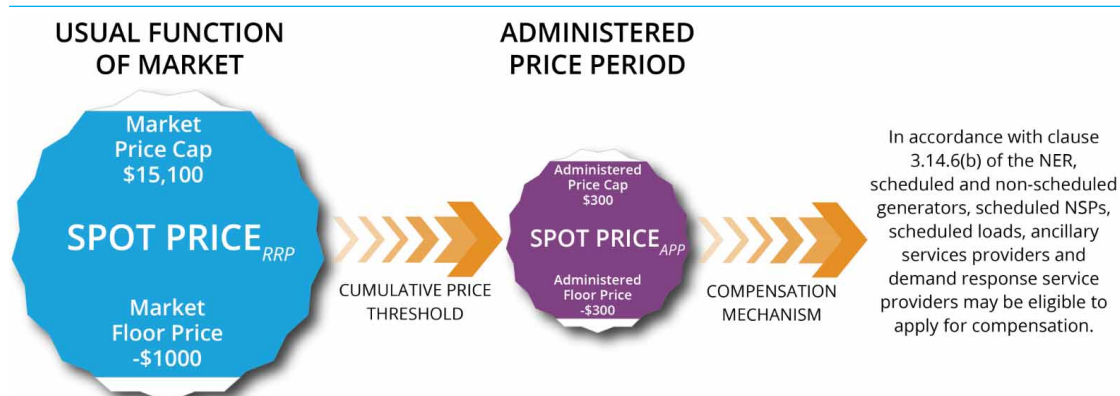 USUAL FUNCTION
OF MARKET
Market
Price Cap
$15,100
SPOT PRICE RRP
Market
Floor Price
-$1000
CUMULATIVE PRICE
THRESHOLD
ADMINISTERED
PRICE PERIOD
Administered
Price Cap
$300
SPOT PRICE APP
Administered
Floor Price
-$300
COMPENSATION
MECHANISM
In accordance with clause
3.14.6(b) of the NER,
scheduled and non-scheduled
generators, scheduled NSPs,
scheduled loads, ancillary
services providers and
demand response service
providers may be eligible to
apply for compensation.